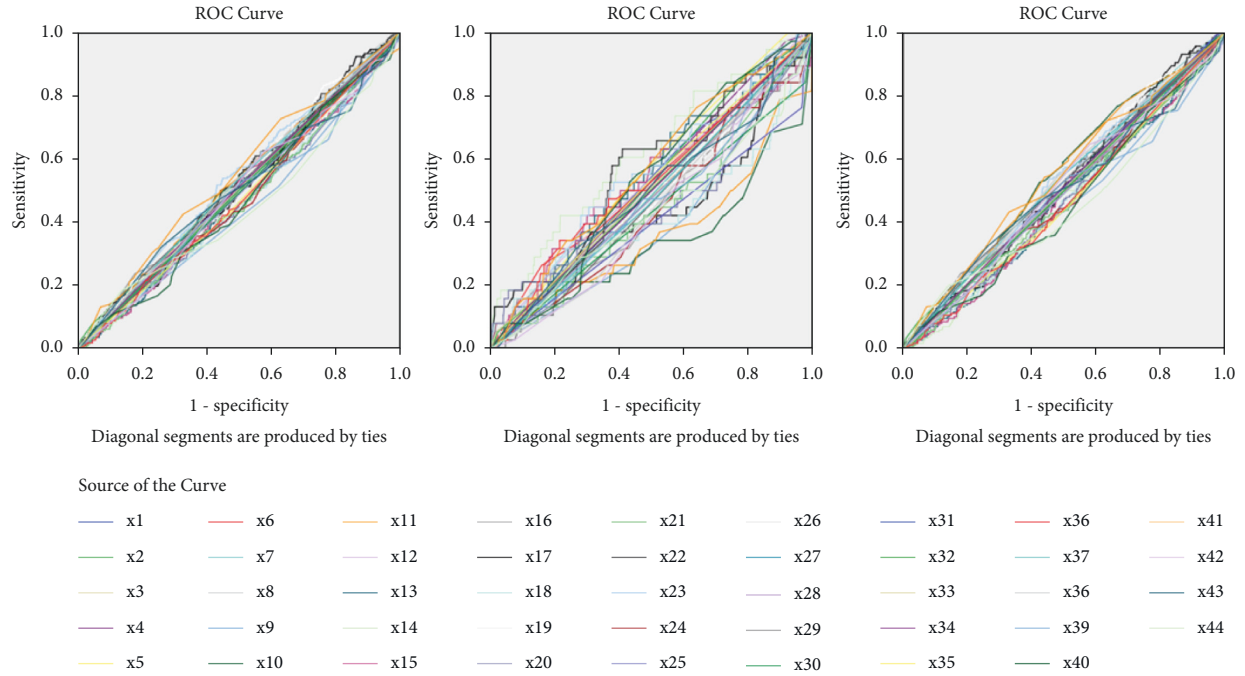 ROC Curve
1.0
0.8
0.6
0.4
0.2
0.0
Sensitivity
0.0 0.2 0.4 0.6 0.8 1.0
1 - specificity
Diagonal segments are produced by ties
ROC Curve
1.0
0.8
0.6
0.4
0.2
0.0
Sensitivity
0.0 0.2 0.4 0.6 0.8 1.0
1 - specificity
Diagonal segments are produced by ties
ROC Curve
1.0
0.8
0.6
0.4
0.2
0.0
Sensitivity
0.0 0.2 0.4 0.6 0.8 1.0
1 - specificity
Diagonal segments are produced by ties
Source of the Curve
x1 x6 x11 x16 x21 x26 x31 x36 x41
x2 x7 x12 x17 x22 x27 x32 x37 x42
x3 x8 x13 x18 x23 x28 x33 x36 x43
x4 x9 x14 x19 x24 x29 x34 x39 x44
x5 x10 x15 x20 x25 x30 x35 x40